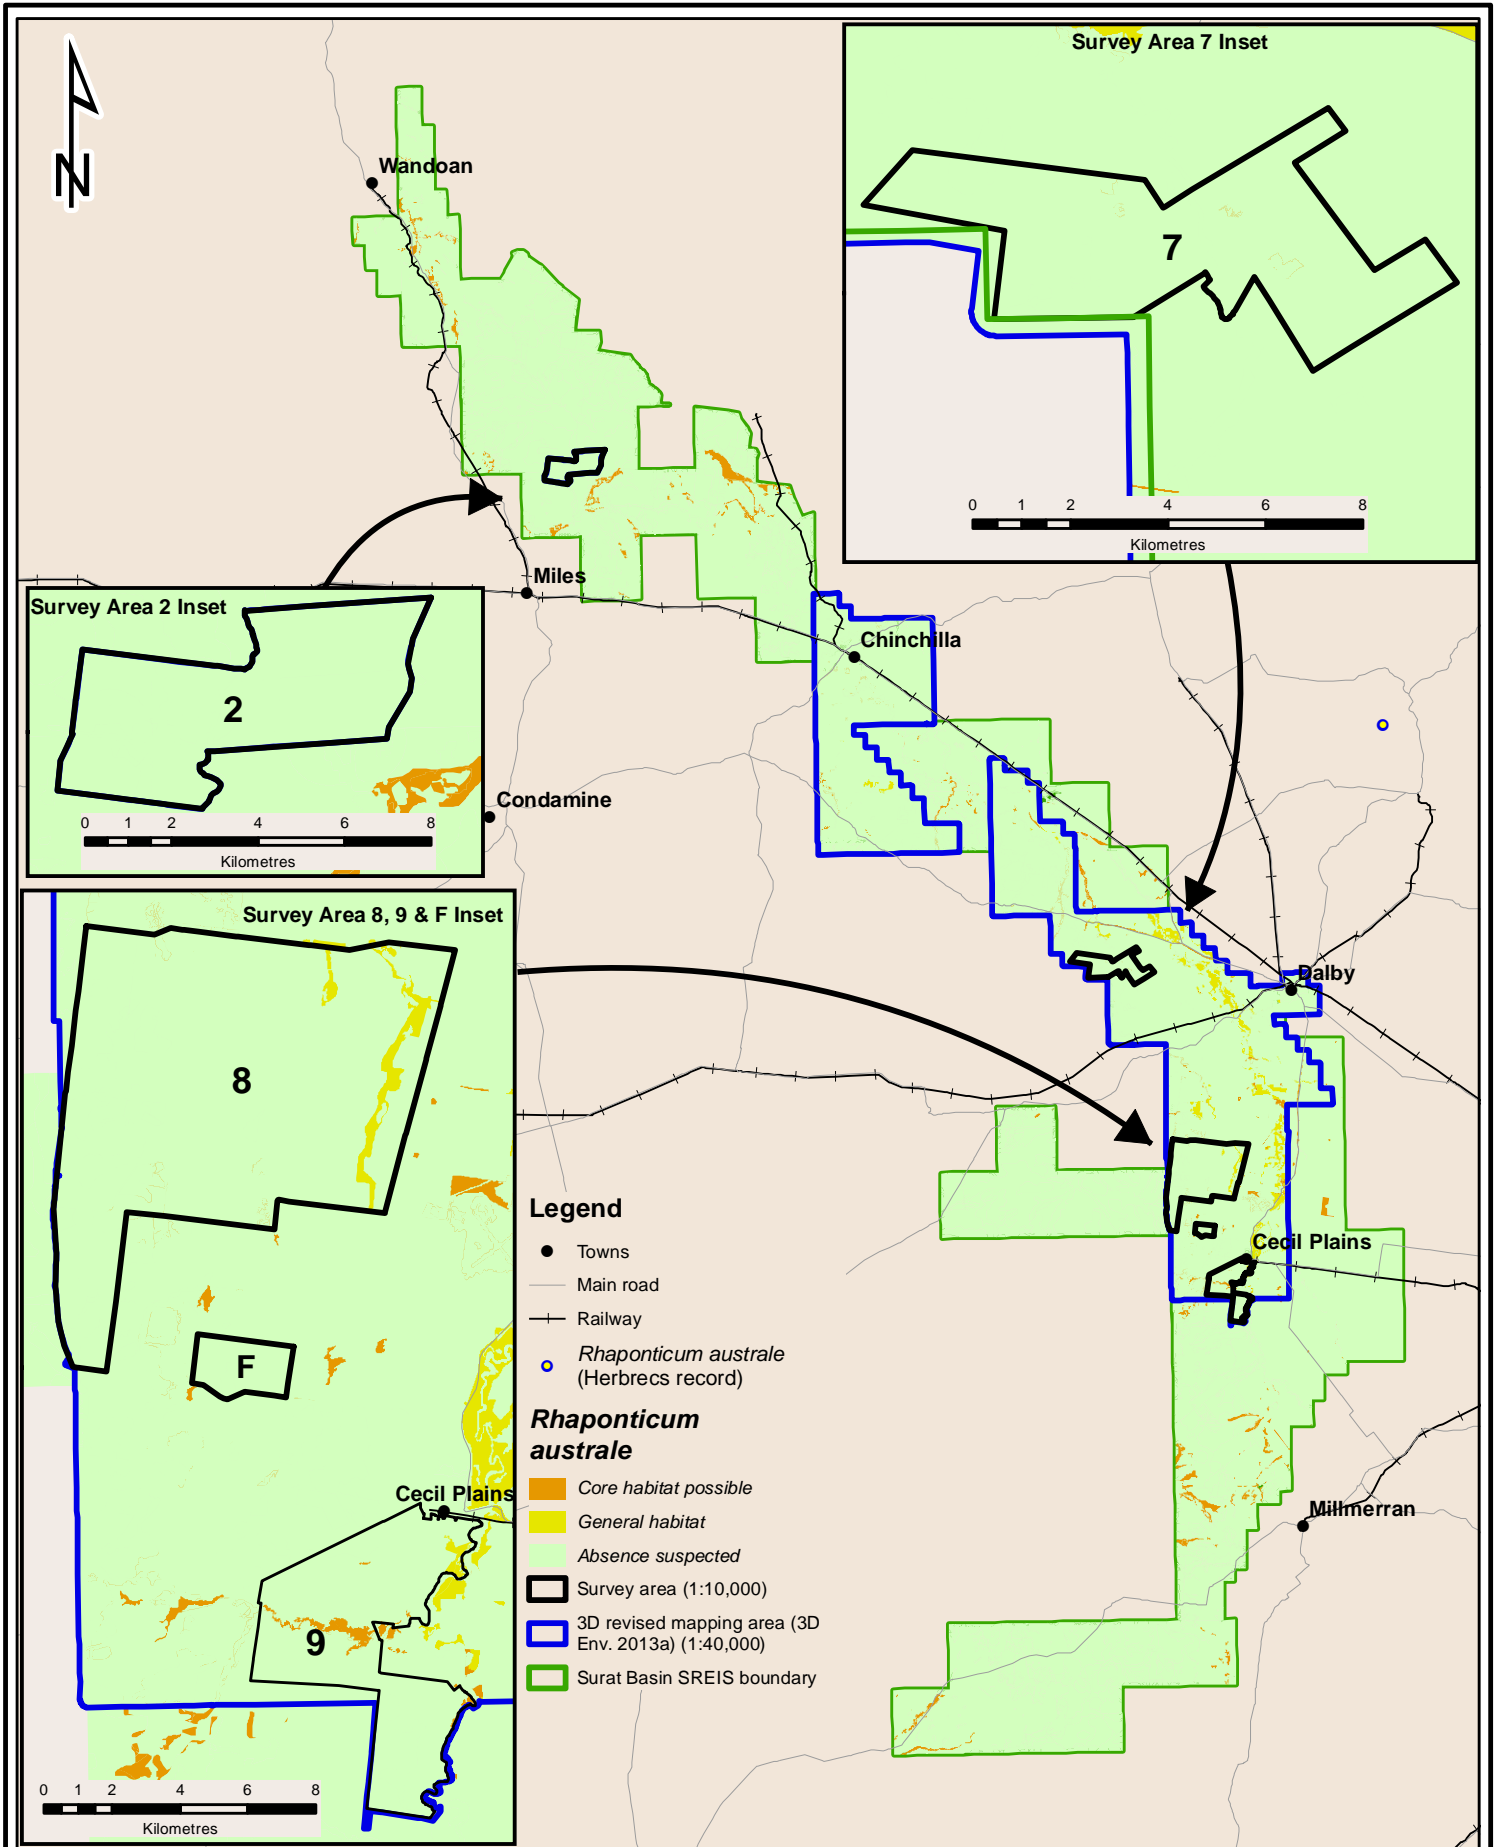 N
Wandoan
Survey Area 7 Inset
7
0 1 2 4 6 8
Kilometres
Miles
Survey Area 2 Inset
2
0 1 2 4 6 8
Kilometres
Chinchilla
Condamine
Survey Area 8, 9 & F Inset
8
F
Cecil Plains
9
0 1 2 4 6 8
Kilometres
Dalby
Cecil Plains
Millmerran
Legend
Towns
Main road
Railway
Rhaponticum australe
(Herbrecs record)
Rhaponticum
australe
Core habitat possible
General habitat
Absence suspected
Survey area (1:10,000)
3D revised mapping area (3D
Env. 2013a) (1:40,000)
Surat Basin SREIS boundary